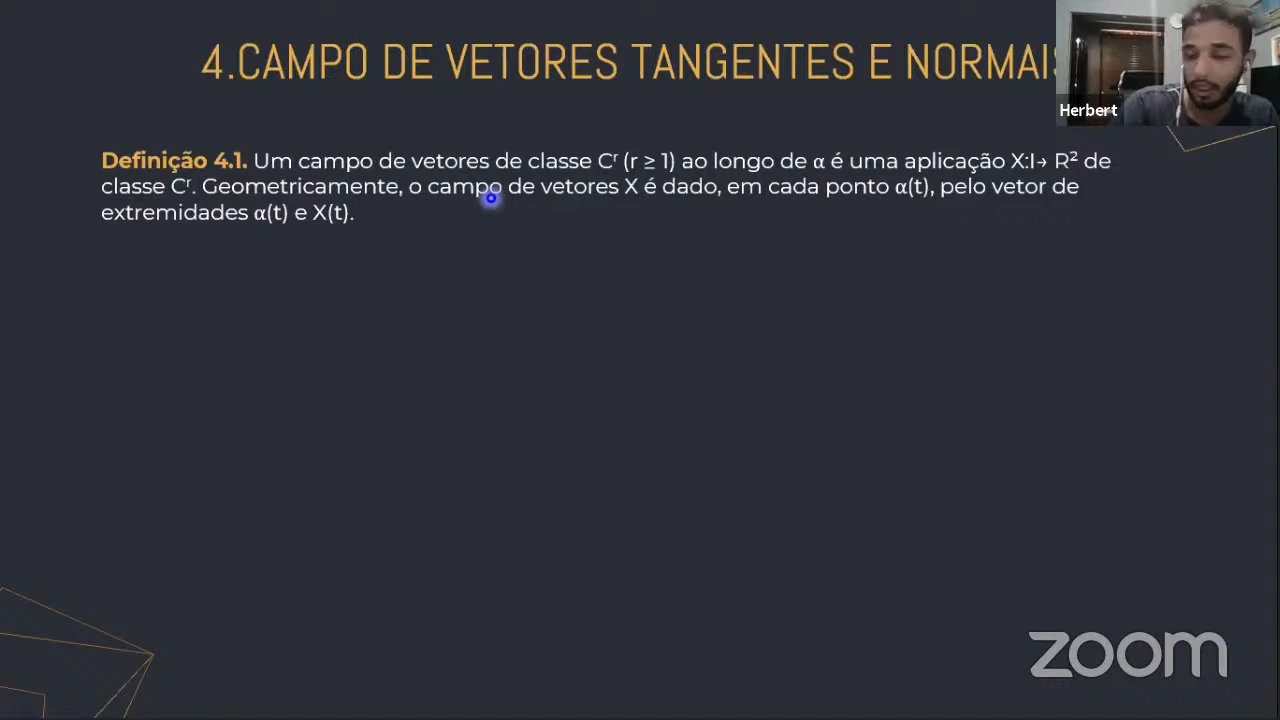 4.CAMPO DE VETORES TANGENTES E NORMAIS
Herbert
Definição 4.1. Um campo de vetores de classe Cʳ (r ≥ 1) ao longo de α é uma aplicação X:I→ R² de
classe Cʳ. Geometricamente, o campo de vetores X é dado, em cada ponto α(t), pelo vetor de
extremidades α(t) e X(t).
zoom